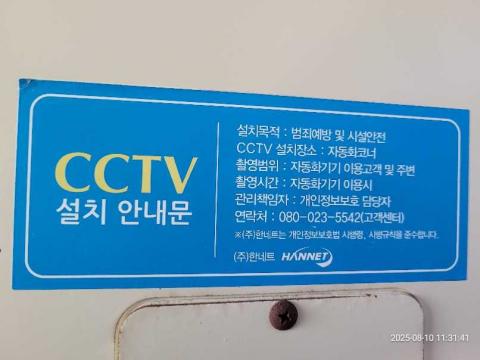 CCTV
설치 안내문
설치목적 : 범죄예방 및 시설안전
CCTV 설치장소 : 자동화코너
촬영범위 : 자동화기기 이용고객 및 주변
촬영시간 : 자동화기기 이용시
관리책임자 : 개인정보보호 담당자
연락처 : 080-023-5542(고객센터)
※(주)한네트는 개인정보보호법 시행령, 시행규칙을 준수합니다.
(주)한네트 HANNET
2025-08-10 11:31:41